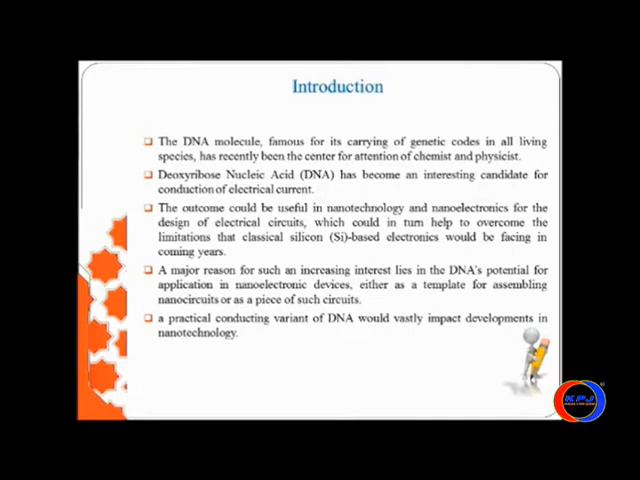 Introduction
The DNA molecule, famous for its carrying of genetic codes in all living
species, has recently been the center for attention of chemist and physicist.
Deoxyribose Nucleic Acid (DNA) has become an interesting candidate for
conduction of electrical current.
The outcome could be useful in nanotechnology and nanoelectronics for the
design of electrical circuits, which could in turn help to overcome the
limitations that classical silicon (Si)-based electronics would be facing in
coming years.
A major reason for such an increasing interest lies in the DNA's potential for
application in nanoelectronic devices, either as a template for assembling
nanocircuits or as a piece of such circuits.
a practical conducting variant of DNA would vastly impact developments in
nanotechnology.
KPJ